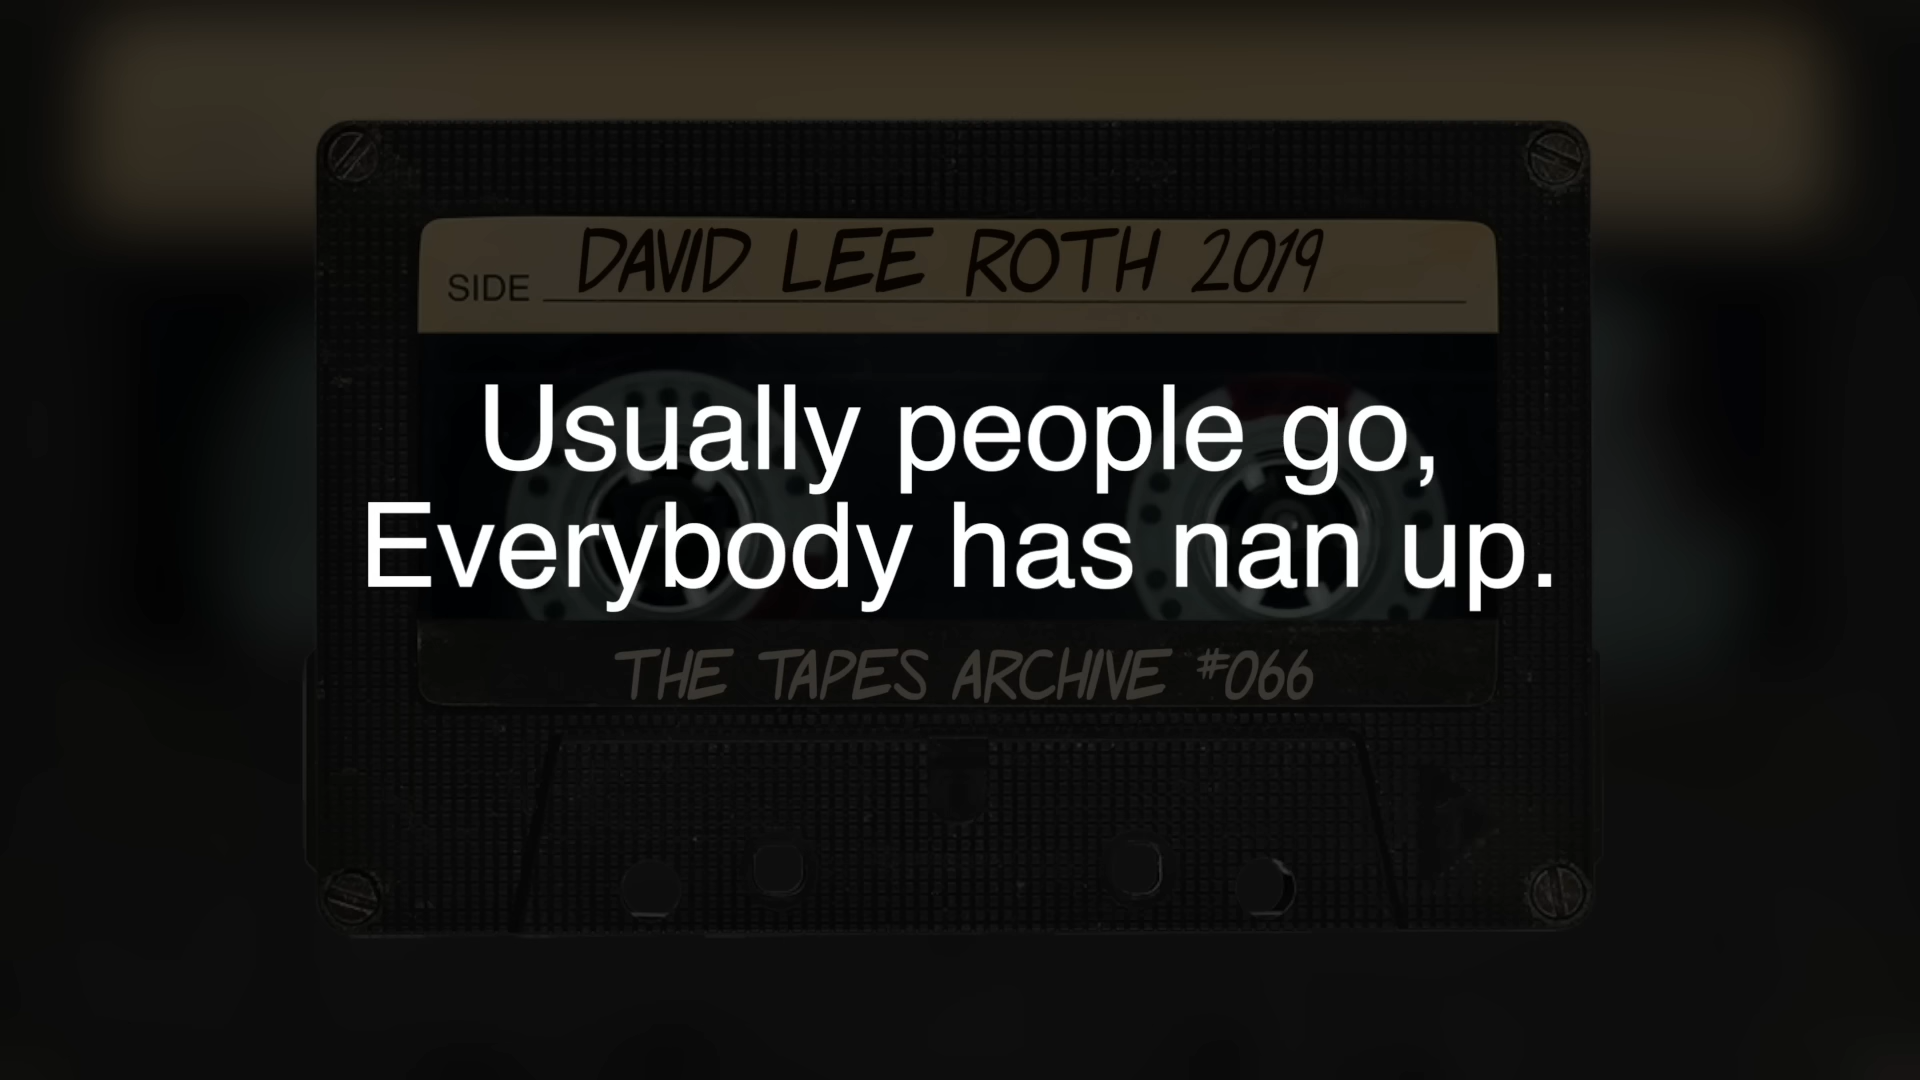 DAVID LEE ROTH 2019
SIDE
Usually people go,
Everybody has nan up.
THE TAPES ARCHIVE #066